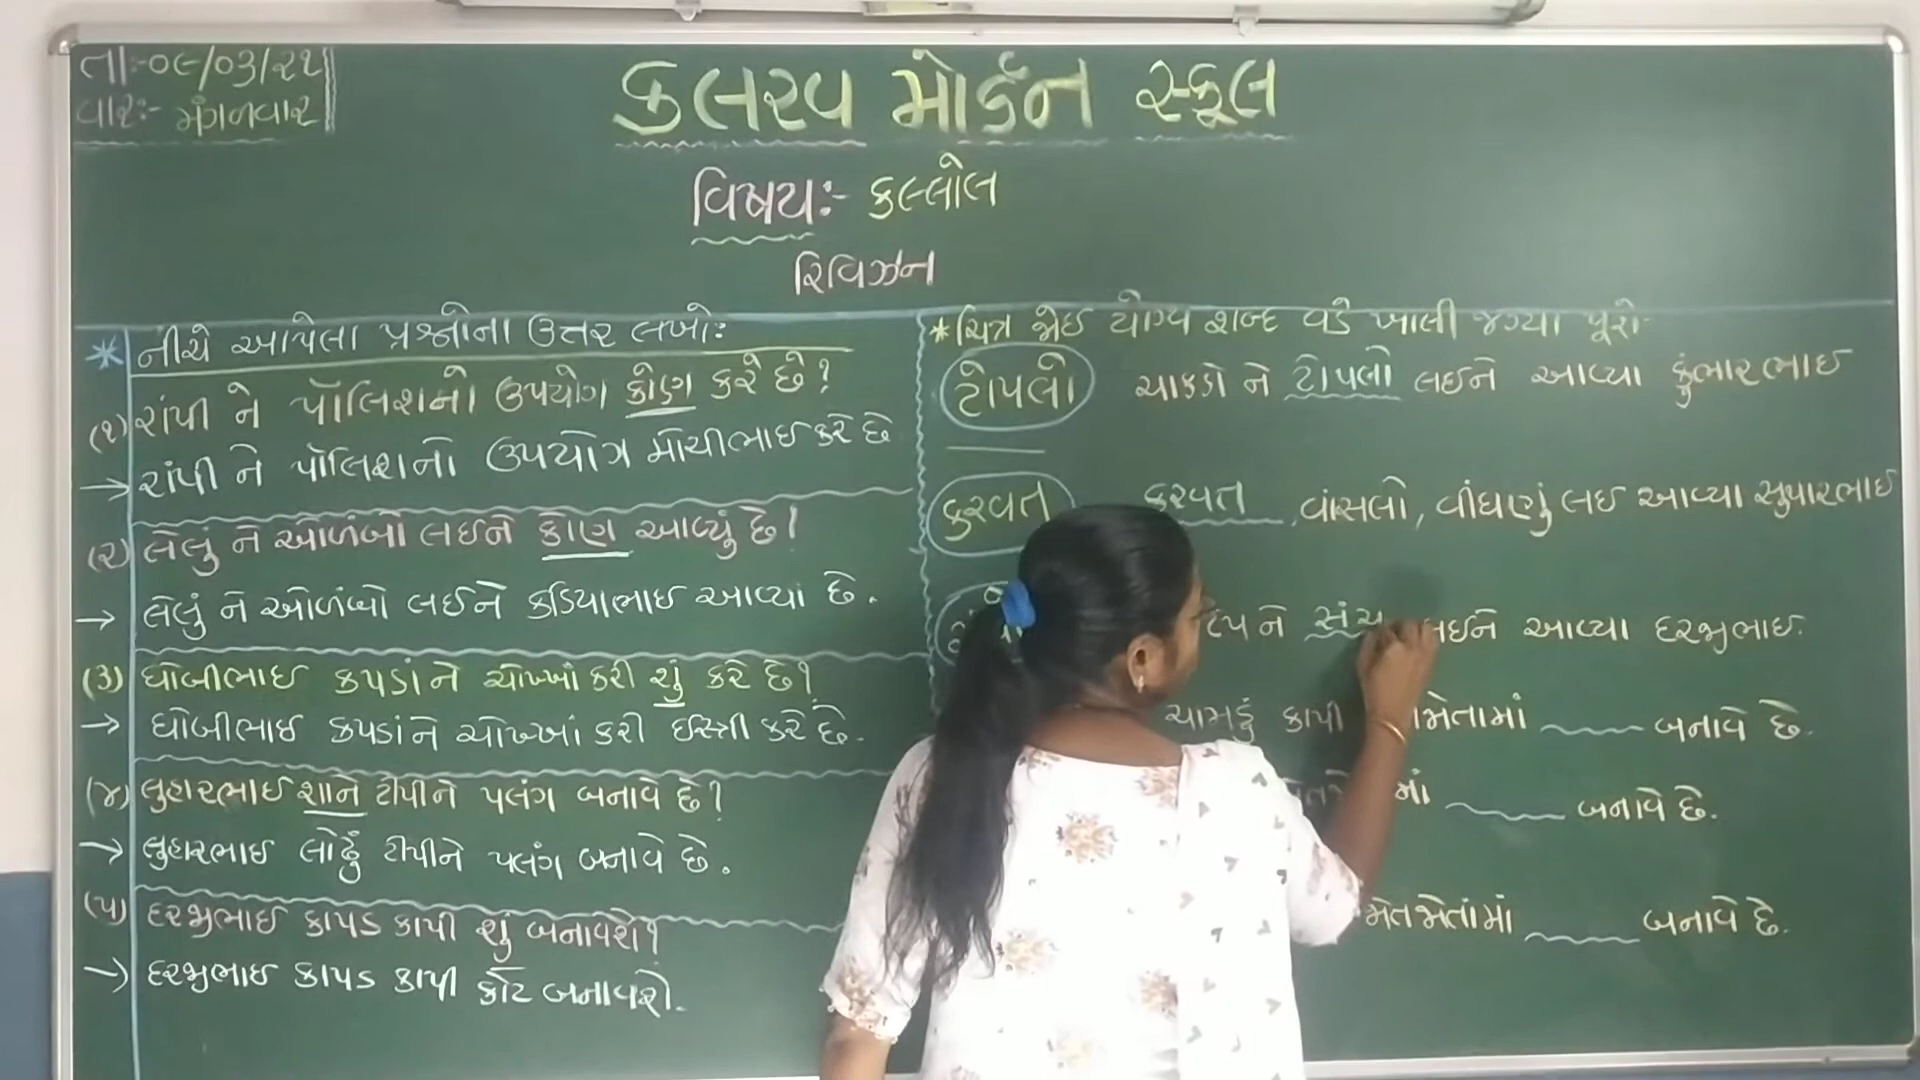 તાઃ-૦૯/૦૩/૨૧
વારઃ- મંગળવાર
કલરવ મોર્ડન સ્કૂલ
વિષયઃ- કલ્લોલ
રિવિઝન
* નીચે આપેલા પ્રશ્નોના ઉત્તર લખોઃ
(૧) રાંપી ને પૉલિશનો ઉપયોગ કોણ કરે છે?
→ રાંપી ને પૉલિશનો ઉપયોગ મોચીભાઈ કરે છે
(૨) લેલું ને ઓળંબો લઈને કોણ આવ્યું છે?
→ લેલું ને ઓળંબો લઈને કડિયાભાઈ આવ્યા છે.
(૩) ધોબીભાઈ કપડાંને ચોખ્ખાં કરી શું કરે છે?
→ ધોબીભાઈ કપડાંને ચોખ્ખાં કરી ઈસ્ત્રી કરે છે.
(૪) લુહારભાઈ શાને ટીપીને પલંગ બનાવે છે?
→ લુહારભાઈ લોઢું ટીપીને પલંગ બનાવે છે.
(૫) દરજીભાઈ કાપડ કાપી શું બનાવશે?
→ દરજીભાઈ કાપડ કાપી કોટ બનાવશે.
* ચિત્ર જોઈ યોગ્ય શબ્દ વડે ખાલી જગ્યા પૂરો-
ટોપલો ચાકડો ને ટોપલો લઈને આવ્યા કુંભારભાઈ
કરવત કરવત, વાંસલો, વીંધણું લઈ આવ્યા સુથારભાઈ
ટેપ ને સંચ લઈને આવ્યા દરજીભાઈ.
ચામડું કાપી ____ બનાવે છે.
____ બનાવે છે.
જોતજોતાંમાં ____ બનાવે છે.